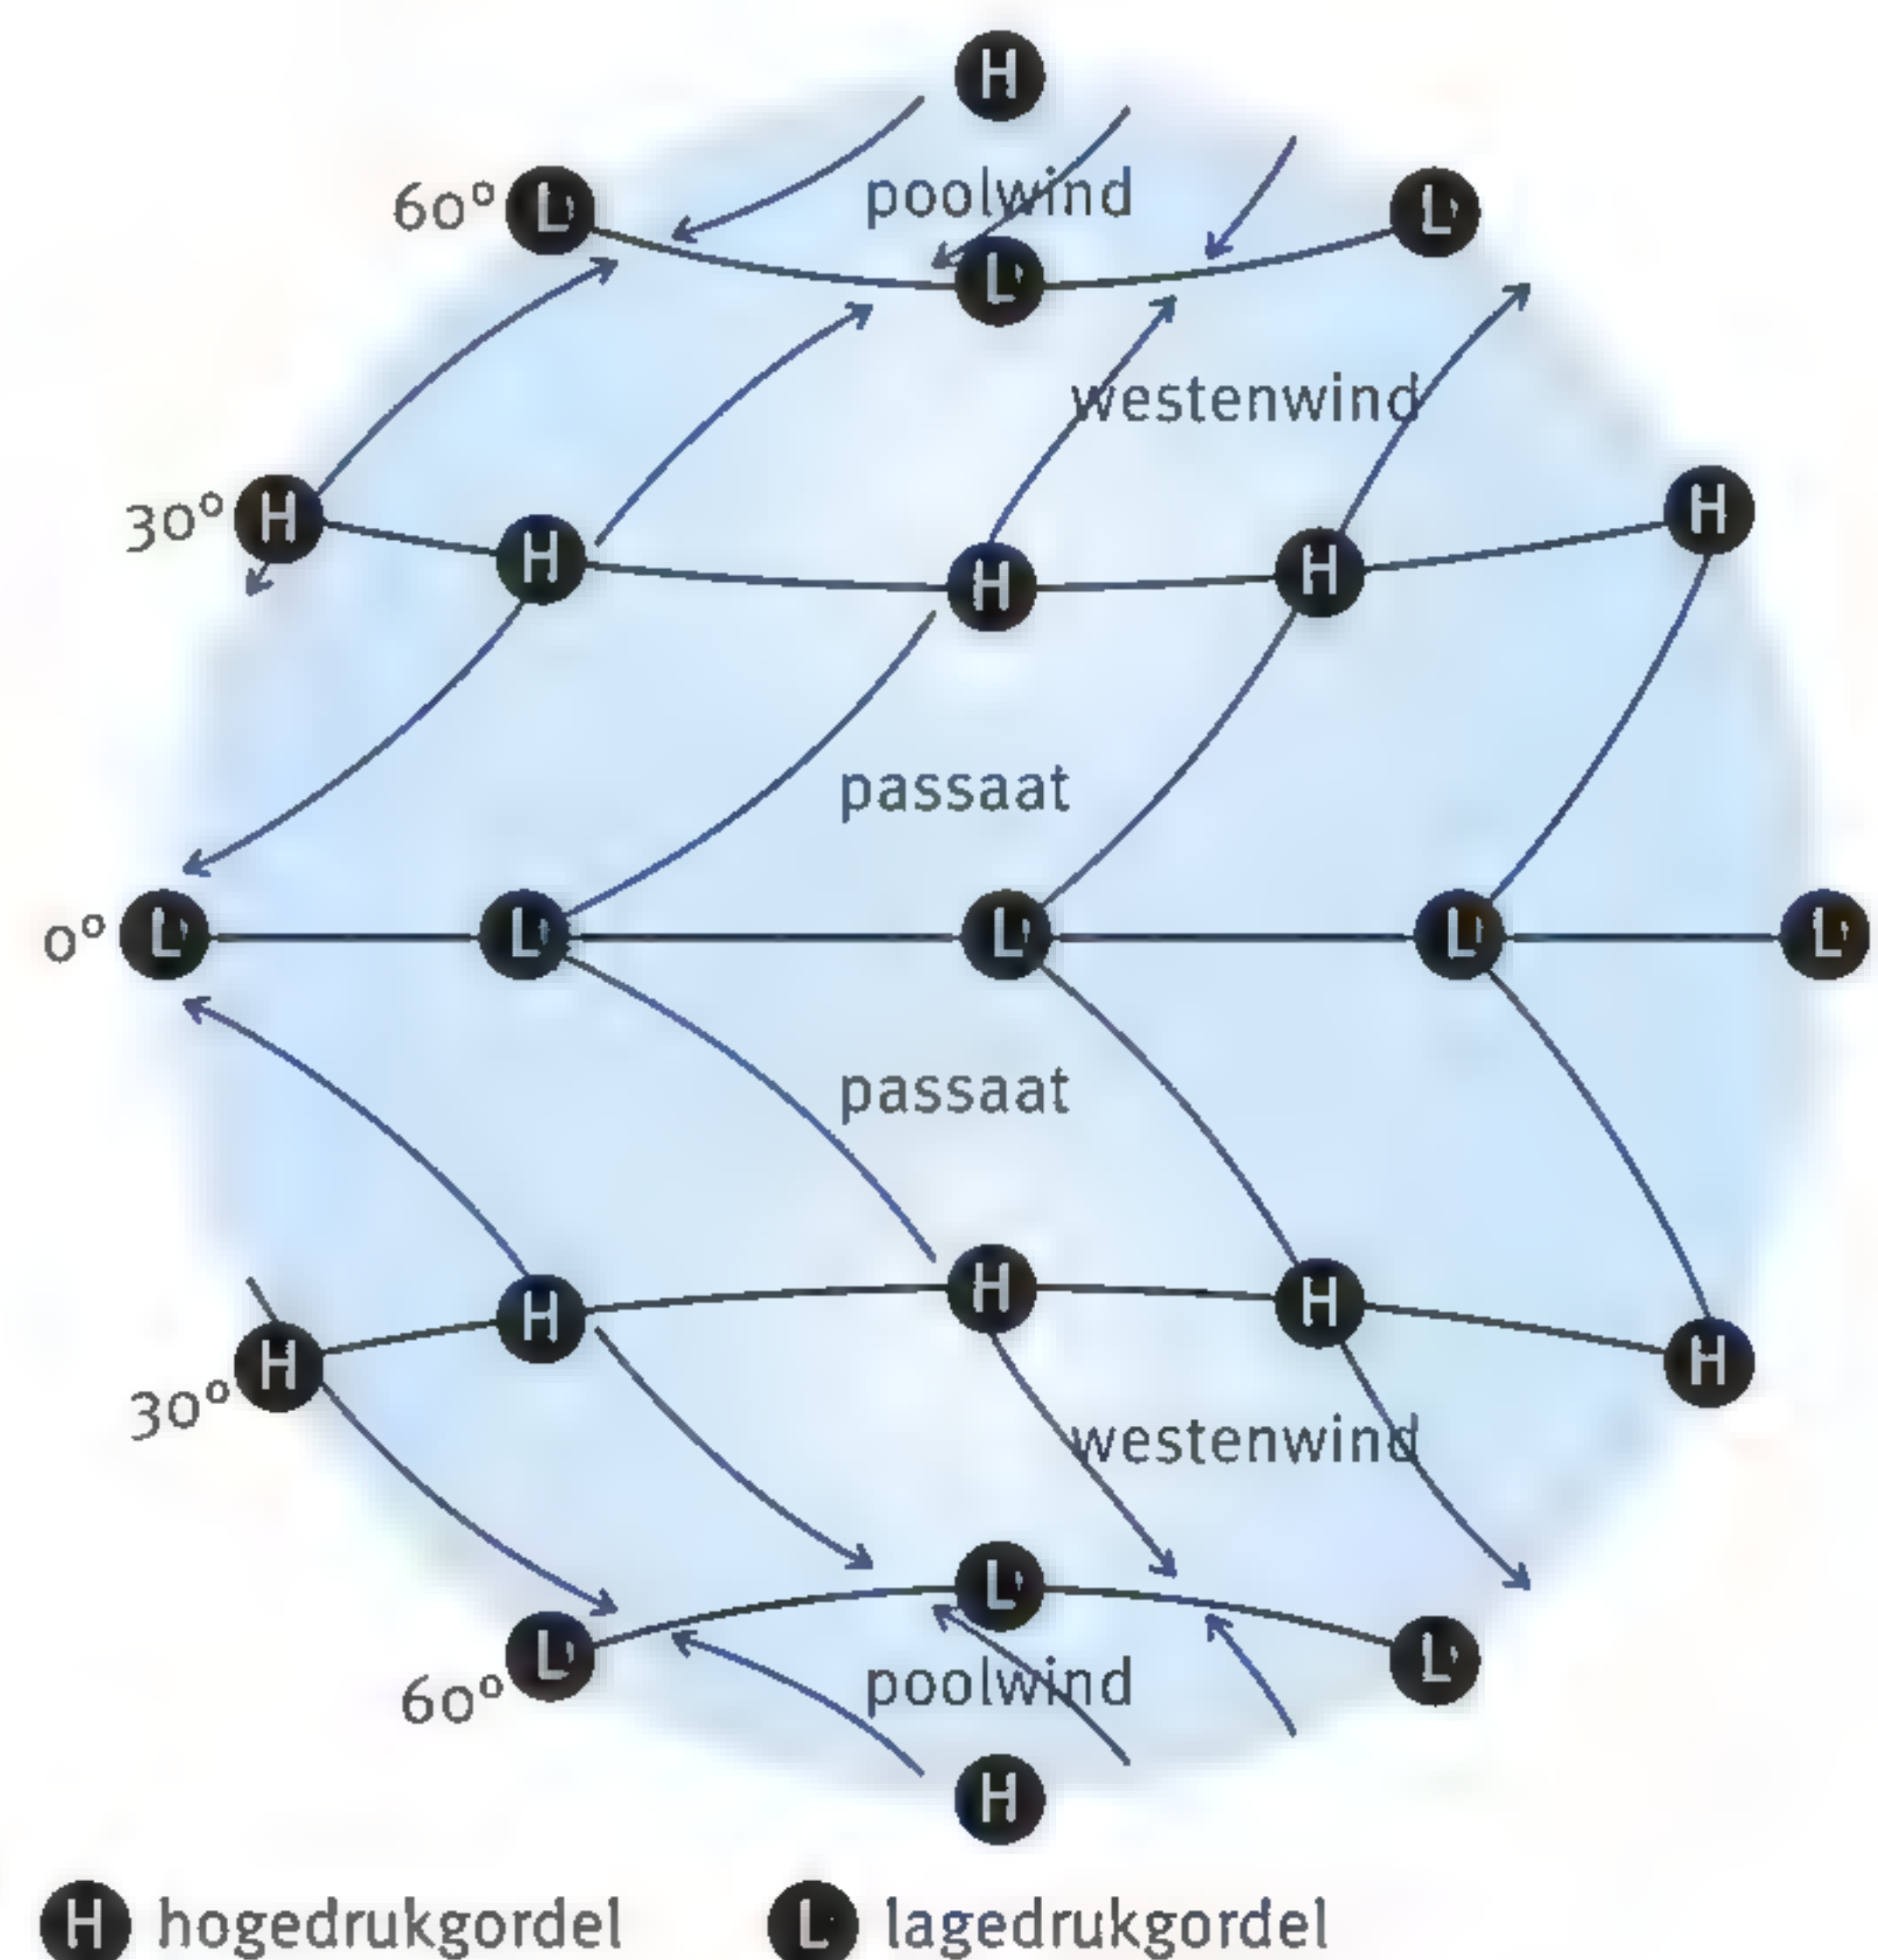 H
poolwind
60° L L
L
westenwind
30° H H
H H
H
passaat
0° L L L L L
passaat
H
H H
30° H H
westenwind
L
60° L L
poolwind
H
H hogedrukgordel L lagedrukgordel